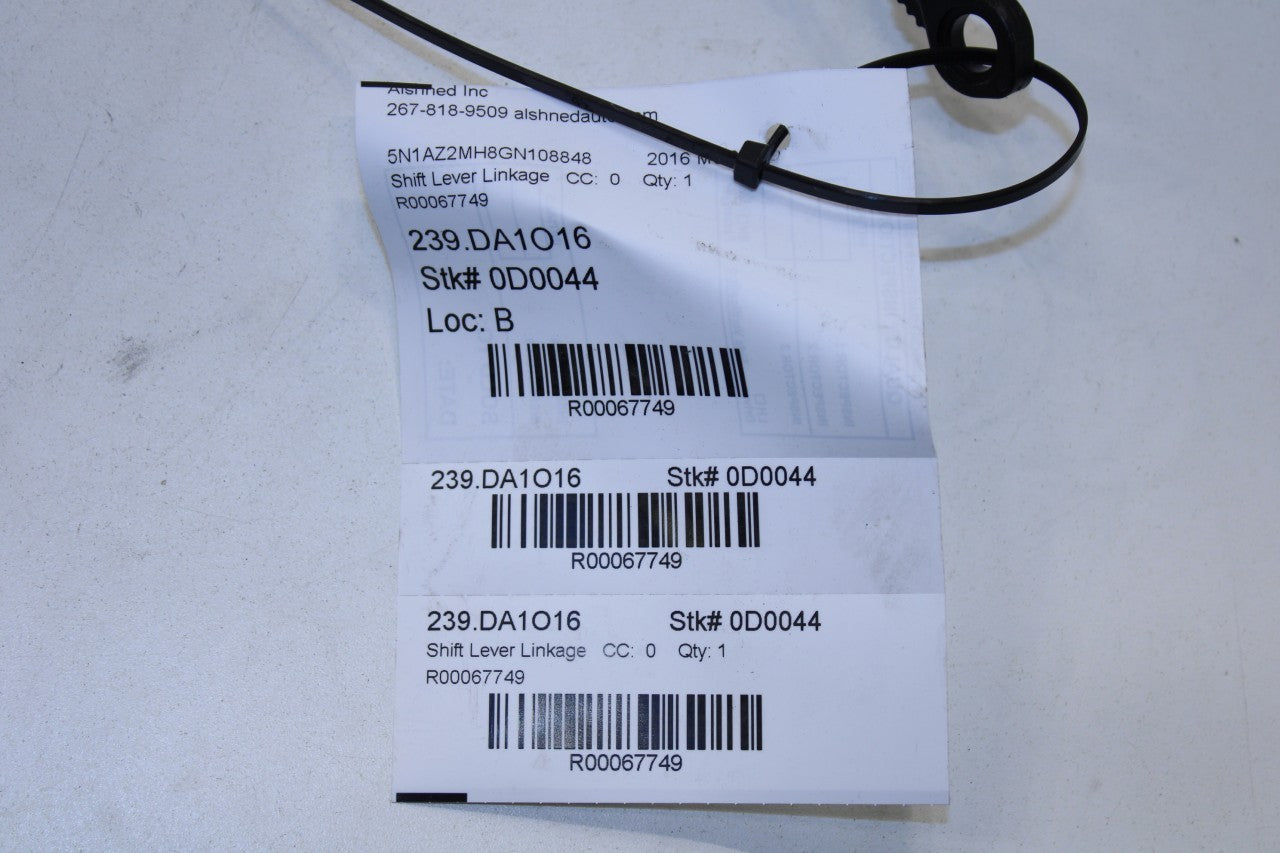 Alshned Inc
267-818-9509 alshnedauto.com
5N1AZ2MH8GN108848 2016
Shift Lever Linkage CC: 0 Qty: 1
R00067749
239.DA1O16
Stk# 0D0044
Loc: B
R00067749
239.DA1O16 Stk# 0D0044
R00067749
239.DA1O16 Stk# 0D0044
Shift Lever Linkage CC: 0 Qty: 1
R00067749
R00067749